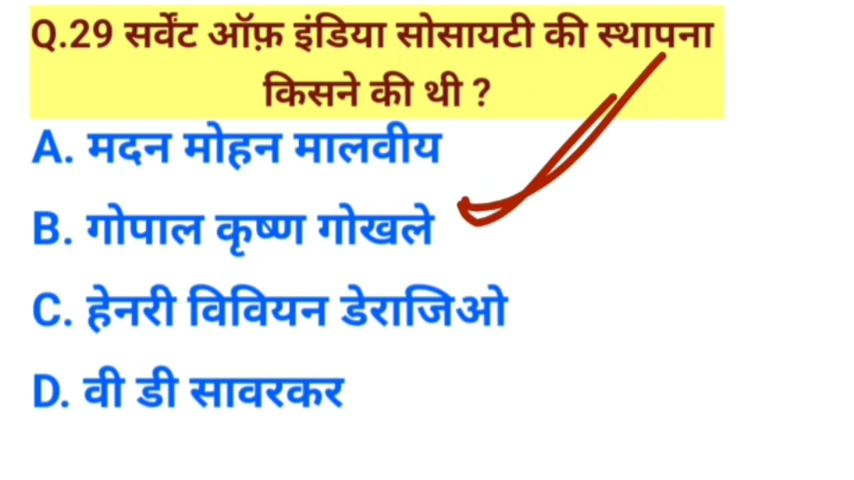 Q.29 सर्वेंट ऑफ़ इंडिया सोसायटी की स्थापना
किसने की थी ?
A. मदन मोहन मालवीय
B. गोपाल कृष्ण गोखले
C. हेनरी विवियन डेराजिओ
D. वी डी सावरकर